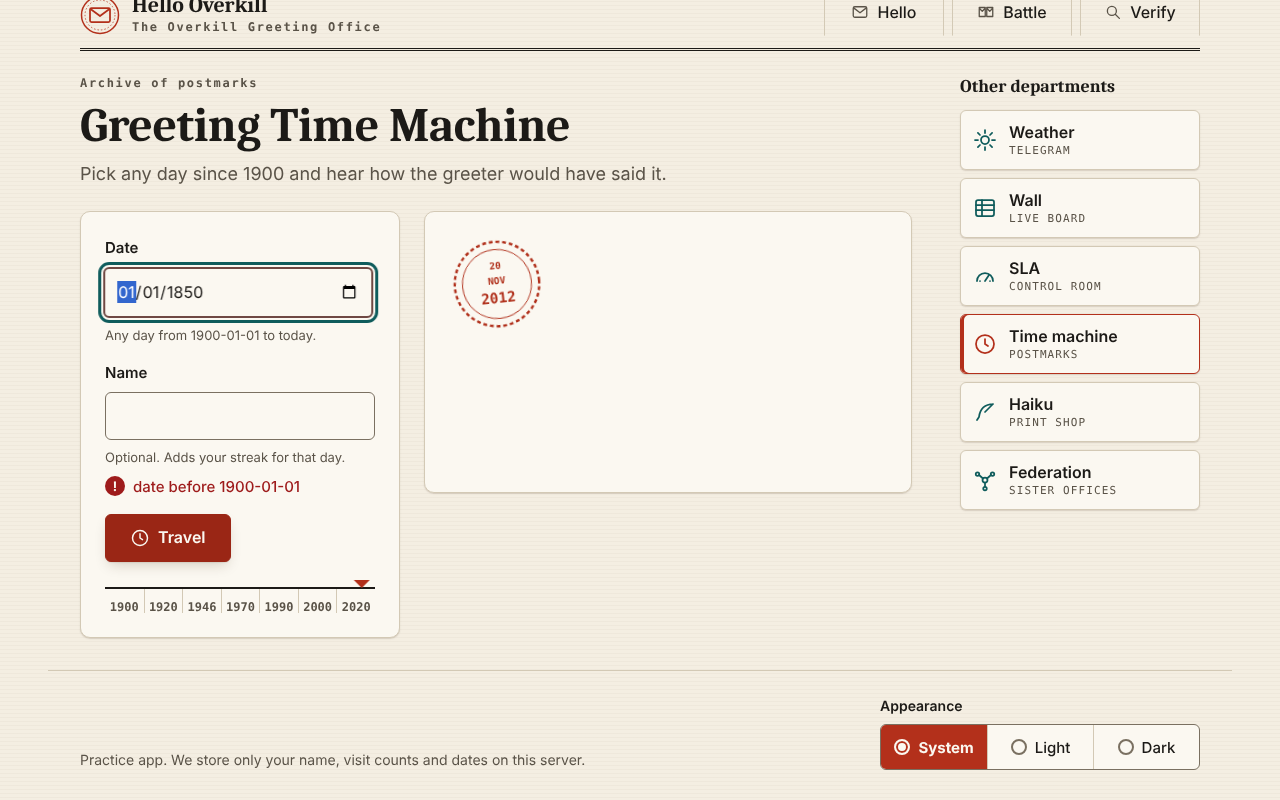 Hello Overkill
The Overkill Greeting Office
Hello
Battle
Verify
Archive of postmarks
Greeting Time Machine
Pick any day since 1900 and hear how the greeter would have said it.
Date
01/01/1850
Any day from 1900-01-01 to today.
Name
Optional. Adds your streak for that day.
! date before 1900-01-01
Travel
1900 1920 1946 1970 1990 2000 2020
20
NOV
2012
Other departments
Weather
TELEGRAM
Wall
LIVE BOARD
SLA
CONTROL ROOM
Time machine
POSTMARKS
Haiku
PRINT SHOP
Federation
SISTER OFFICES
Practice app. We store only your name, visit counts and dates on this server.
Appearance
System
Light
Dark